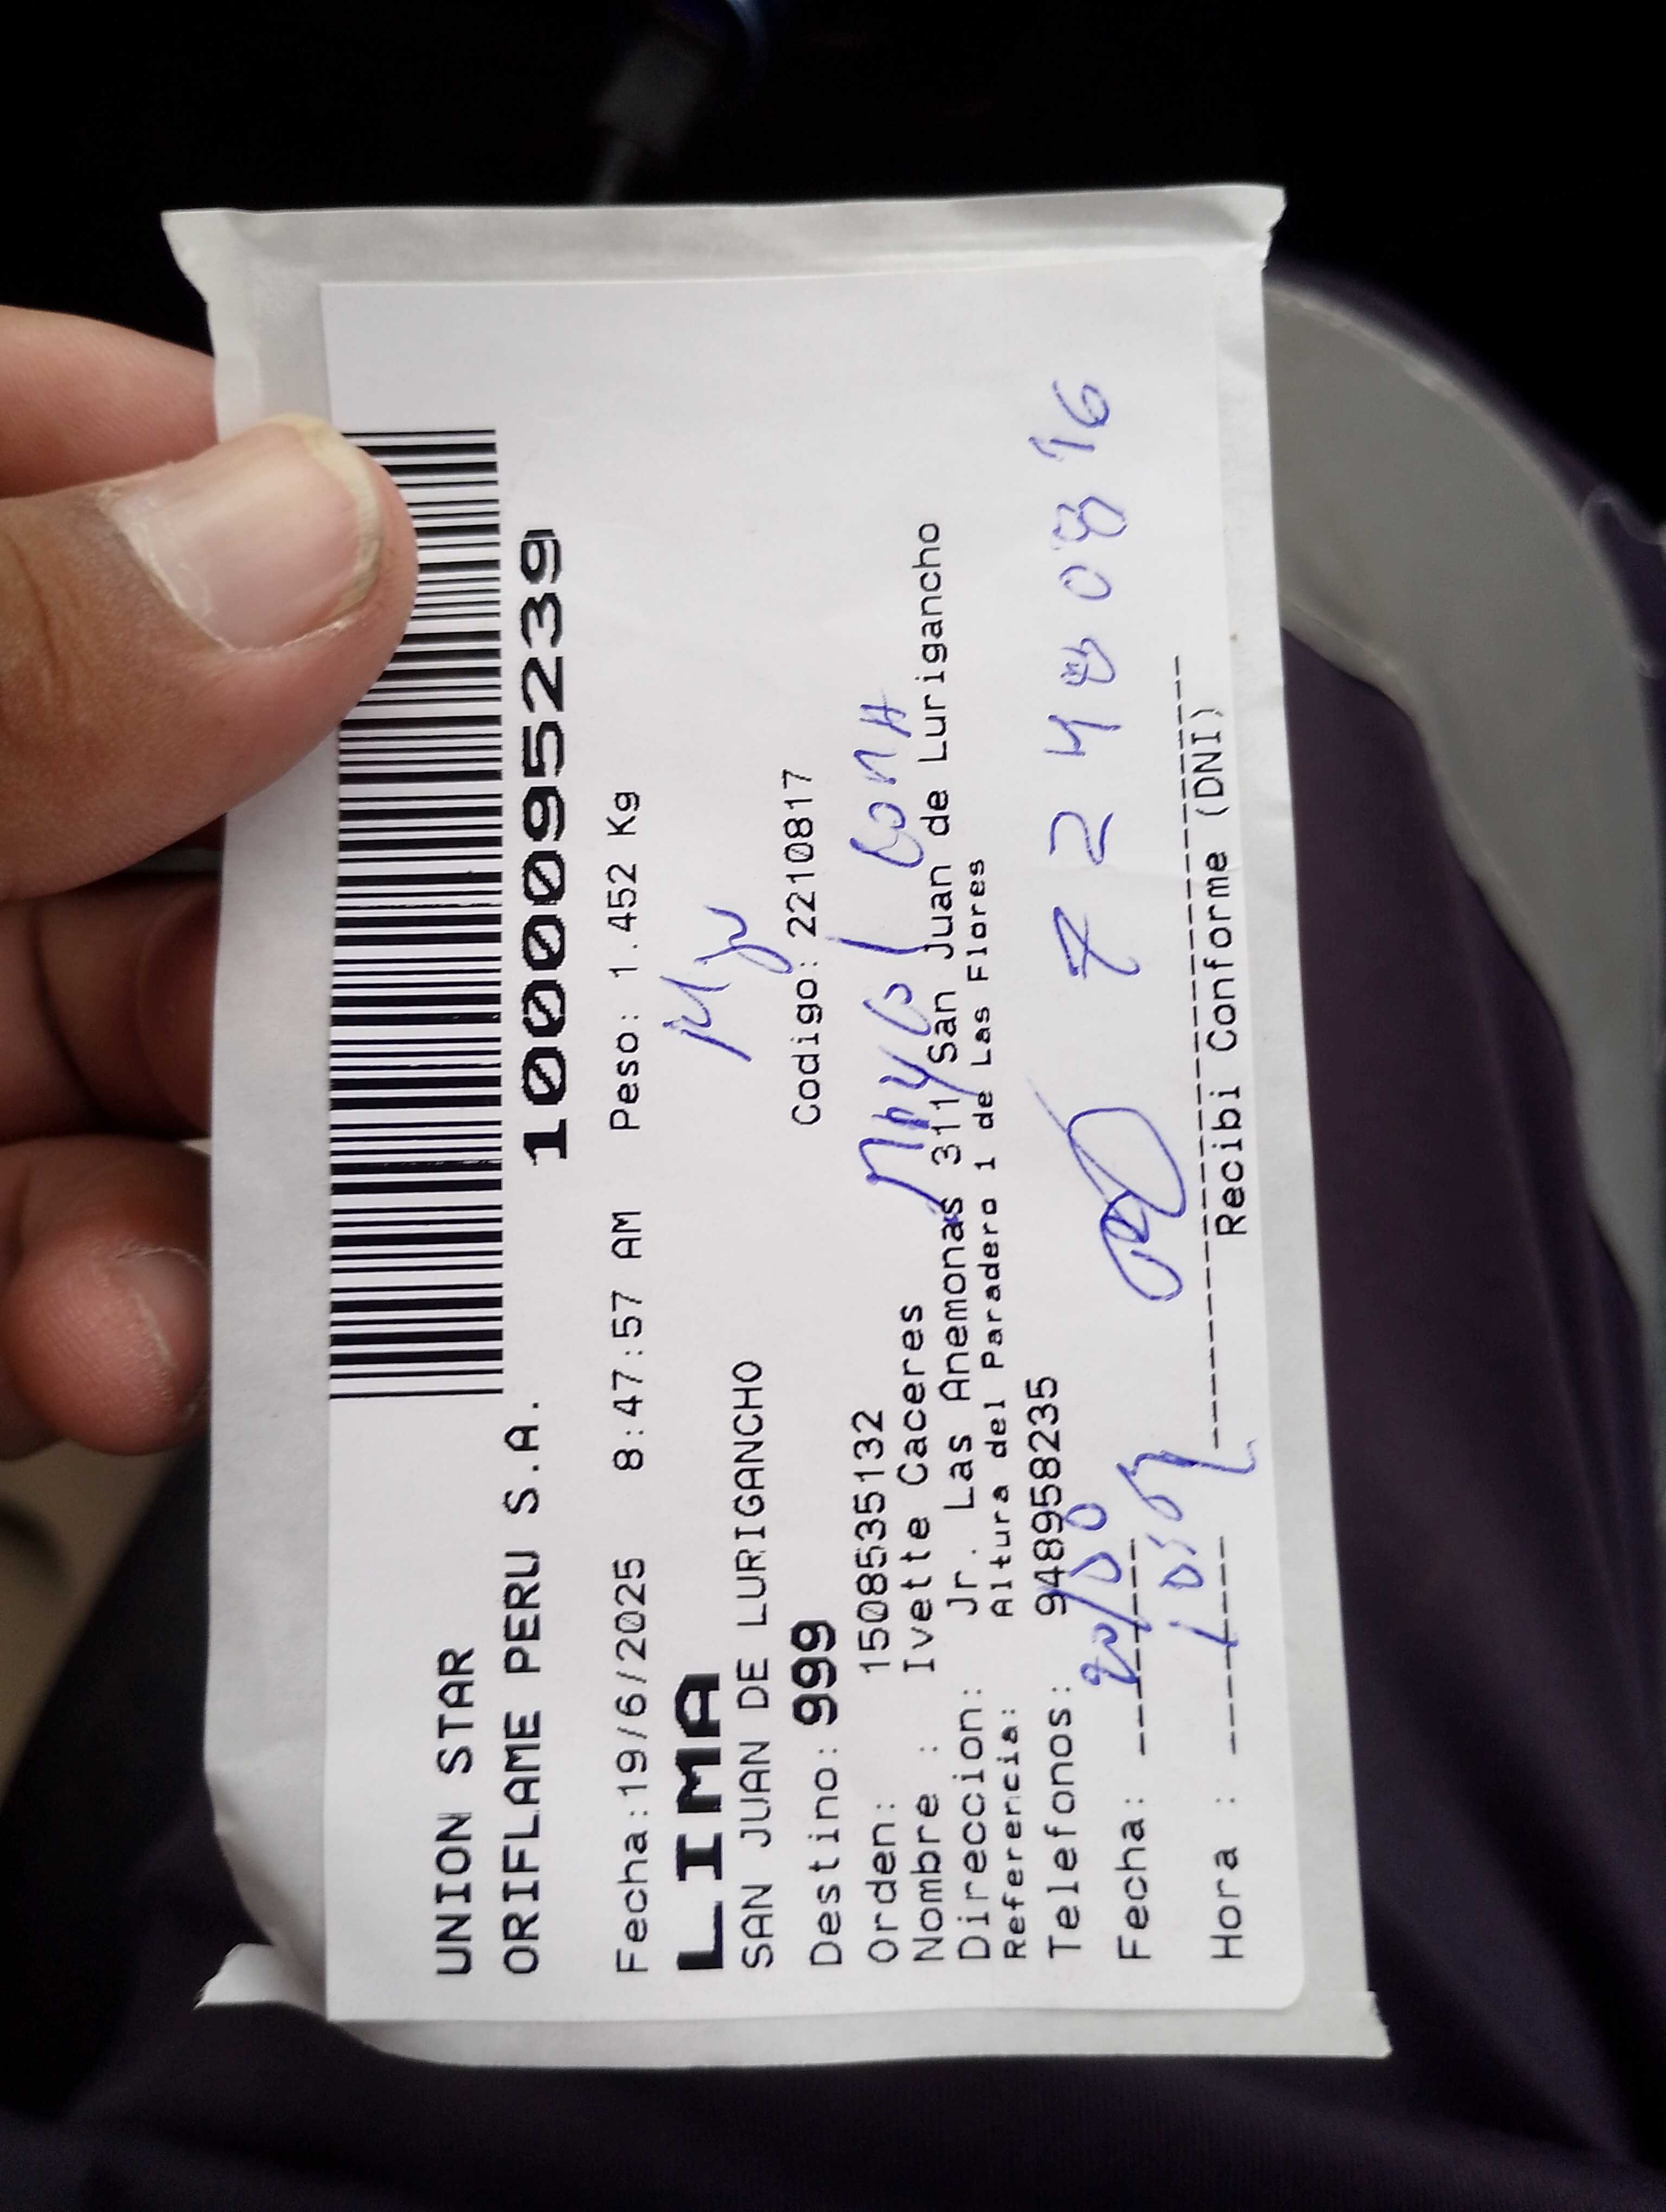 UNION STAR
ORIFLAME PERU S.A.
1000095239
Fecha:19/6/2025 8:47:57 AM Peso: 1.452 Kg
LIMA
SAN JUAN DE LURIGANCHO
Destino: 999 Codigo: 2210817
Orden: 1508535132
Nombre : Ivette Caceres
Direccion: Jr. Las Anemonas 311 San Juan de Lurigancho
Referencia: Altura del Paradero 1 de Las Flores
Telefonos: 948958235
Fecha:
Hora :
Recibi Conforme (DNI)